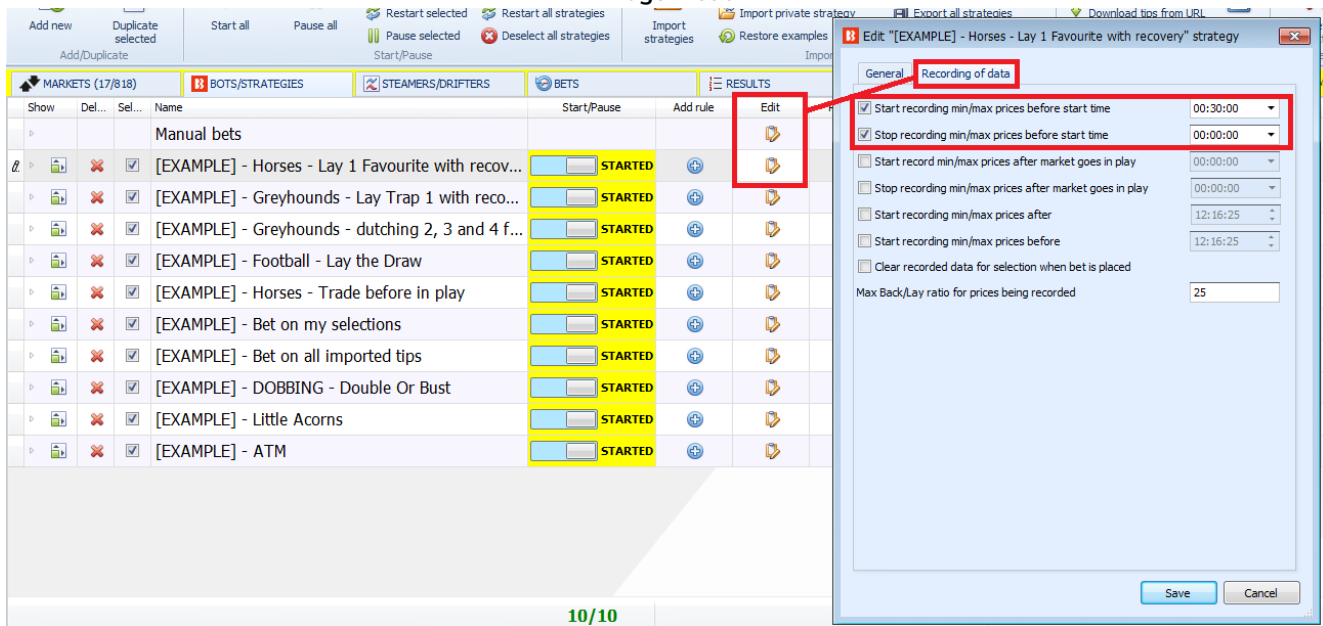 Add new
Duplicate
selected
Add/Duplicate
Start all
Pause all
Restart selected
Restart all strategies
Pause selected
Deselect all strategies
Start/Pause
Import
strategies
Import private strategy
Restore examples
Export all strategies
Download tips from URL
MARKETS (17/818)
BOTS/STRATEGIES
STEAMERS/DRIFTERS
BETS
RESULTS
Show Del... Sel... Name Start/Pause Add rule Edit
Manual bets
[EXAMPLE] - Horses - Lay 1 Favourite with recov... STARTED
[EXAMPLE] - Greyhounds - Lay Trap 1 with reco... STARTED
[EXAMPLE] - Greyhounds - dutching 2, 3 and 4 f... STARTED
[EXAMPLE] - Football - Lay the Draw STARTED
[EXAMPLE] - Horses - Trade before in play STARTED
[EXAMPLE] - Bet on my selections STARTED
[EXAMPLE] - Bet on all imported tips STARTED
[EXAMPLE] - DOBBING - Double Or Bust STARTED
[EXAMPLE] - Little Acorns STARTED
[EXAMPLE] - ATM STARTED
10/10
Edit "[EXAMPLE] - Horses - Lay 1 Favourite with recovery" strategy
General Recording of data
Start recording min/max prices before start time 00:30:00
Stop recording min/max prices before start time 00:00:00
Start record min/max prices after market goes in play 00:00:00
Stop recording min/max prices after market goes in play 00:00:00
Start recording min/max prices after 12:16:25
Start recording min/max prices before 12:16:25
Clear recorded data for selection when bet is placed
Max Back/Lay ratio for prices being recorded 25
Save Cancel